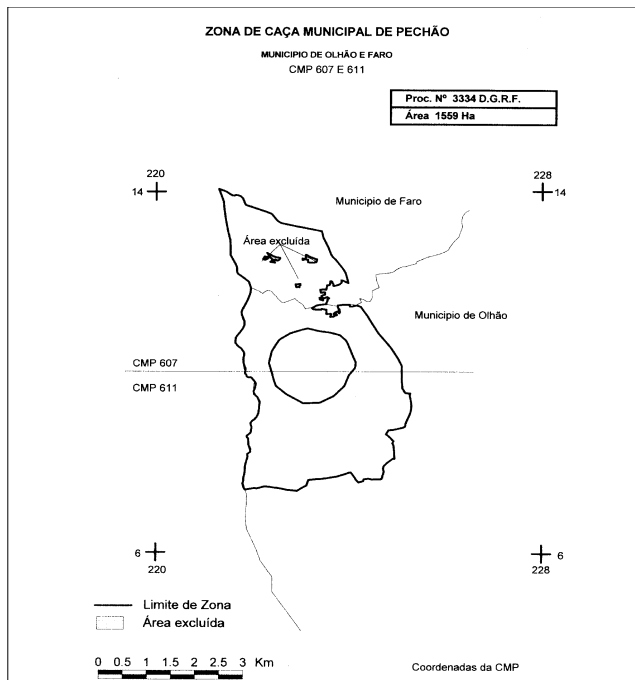 ZONA DE CAÇA MUNICIPAL DE PECHÃO
MUNICIPIO DE OLHÃO E FARO
CMP 607 E 611
Proc. Nº 3334 D.G.R.F.
Área 1559 Ha
220
14
228
14
Municipio de Faro
Área excluída
Municipio de Olhão
CMP 607
CMP 611
6
220
6
228
Limite de Zona
Área excluída
0 0.5 1 1.5 2 2.5 3 Km
Coordenadas da CMP